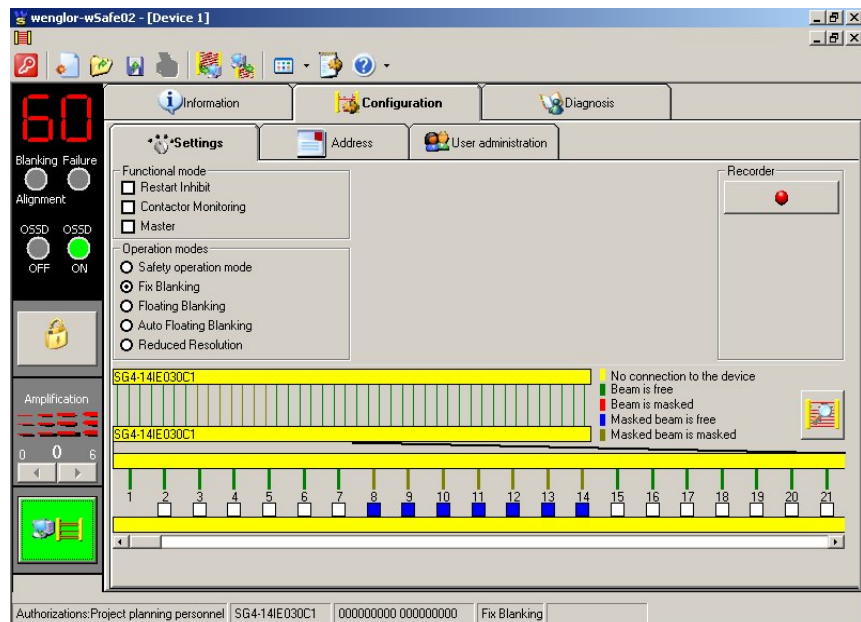 wenglor-wSafe02 - [Device 1]
Information
Configuration
Diagnosis
60
Settings
Address
User administration
Blanking Failure
Alignment
OSSD OSSD
OFF ON
Functional mode
Restart Inhibit
Contactor Monitoring
Master
Recorder
Operation modes
Safety operation mode
Fix Blanking
Floating Blanking
Auto Floating Blanking
Reduced Resolution
Amplification
0 0 6
SG4-14IE030C1
SG4-14IE030C1
No connection to the device
Beam is free
Beam is masked
Masked beam is free
Masked beam is masked
1 2 3 4 5 6 7 8 9 10 11 12 13 14 15 16 17 18 19 20 21
Authorizations:Project planning personnel SG4-14IE030C1 000000000 000000000 Fix Blanking